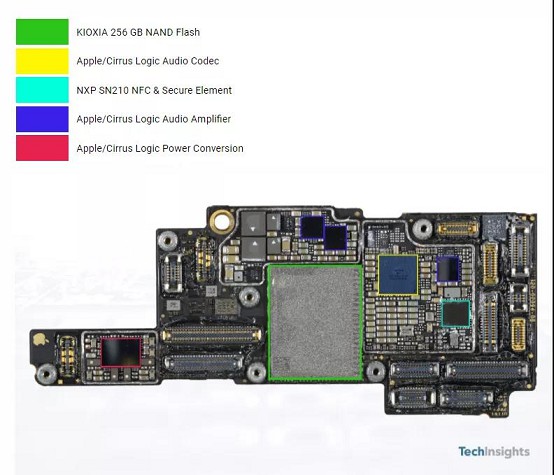 KIOXIA 256 GB NAND Flash
Apple/Cirrus Logic Audio Codec
NXP SN210 NFC & Secure Element
Apple/Cirrus Logic Audio Amplifier
Apple/Cirrus Logic Power Conversion
TechInsights